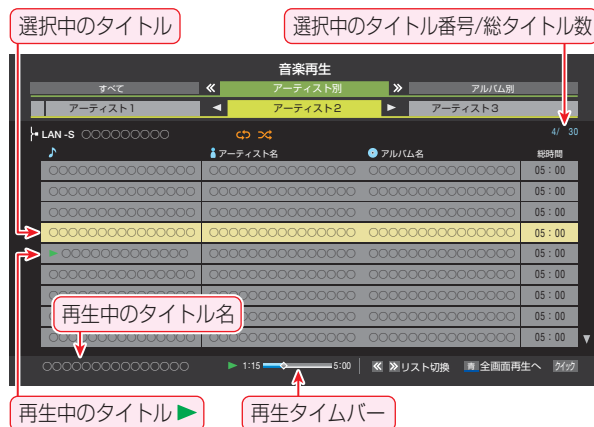 選択中のタイトル
選択中のタイトル番号/総タイトル数
音楽再生
すべて アーティスト別 アルバム別
アーティスト1 アーティスト2 アーティスト3
LAN -S ○○○○○○○○○ 4/ 30
♪ アーティスト名 アルバム名 総時間
○○○○○○○○○○○○○○○ ○○○○○○○○○○○○○○○ ○○○○○○○○○○○○○○○ 05:00
○○○○○○○○○○○○○○○ ○○○○○○○○○○○○○○○ ○○○○○○○○○○○○○○○ 05:00
○○○○○○○○○○○○○○○ ○○○○○○○○○○○○○○○ ○○○○○○○○○○○○○○○ 05:00
○○○○○○○○○○○○○○○ ○○○○○○○○○○○○○○○ ○○○○○○○○○○○○○○○ 05:00
▶ ○○○○○○○○○○○○○ ○○○○○○○○○○○○○○○ ○○○○○○○○○○○○○○○ 05:00
○○○○○○○○○○○○○○○ ○○○○○○○○○○○○○○○ ○○○○○○○○○○○○○○○ 05:00
○○○○○○○○○○○○○○○ ○○○○○○○○○○○○○○○ ○○○○○○○○○○○○○○○ 05:00
再生中のタイトル名
○○○○○○○○○○○○○○○ 05:00
○○○○○○○○○○○○○○○ ○○○○○○○○○○○○○○○ ○○○○○○○○○○○○○○○ 05:00
○○○○○○○○○○○○○○○ ▶ 1:15 5:00 リスト切換 青 全画面再生へ クイック
再生中のタイトル ▶
再生タイムバー